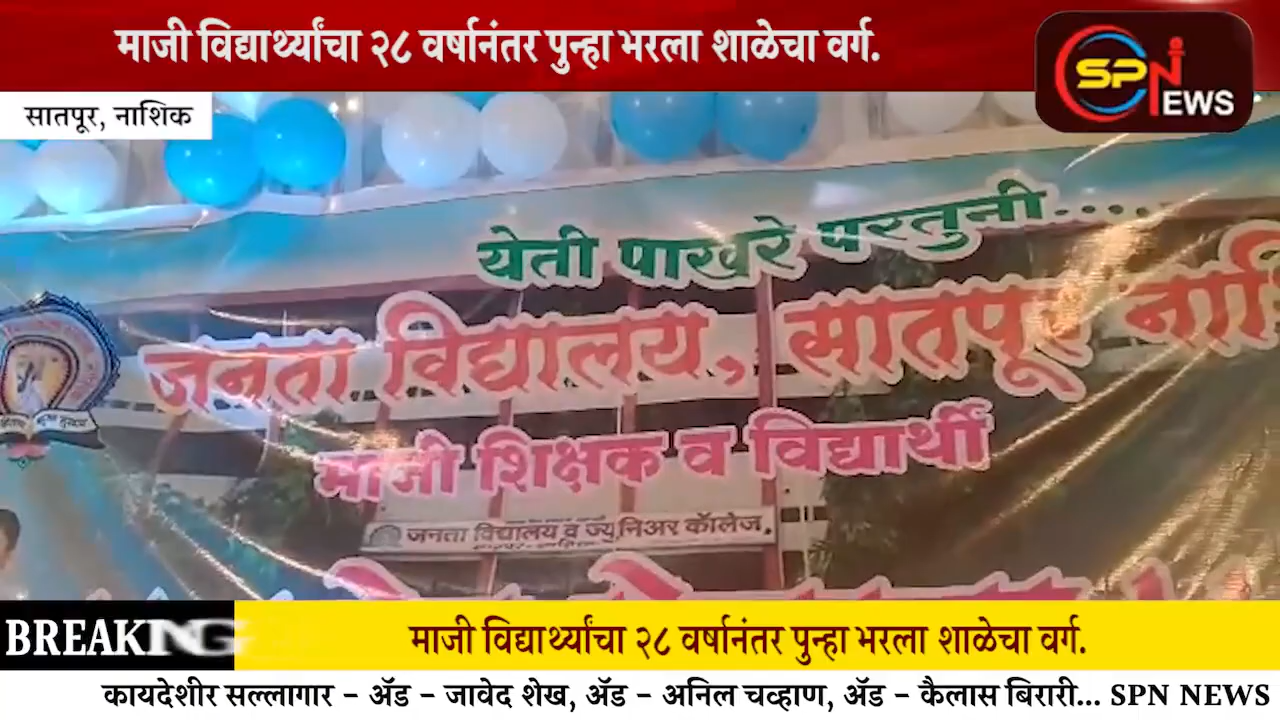 माजी विद्यार्थ्यांचा २८ वर्षानंतर पुन्हा भरला शाळेचा वर्ग.
SPN NEWS
सातपूर, नाशिक
येती पाखरे परतुनी.....
जनता विद्यालय, सातपूर
माजी शिक्षक व विद्यार्थी
जनता विद्यालय व ज्युनिअर कॉलेज.
BREAKING
माजी विद्यार्थ्यांचा २८ वर्षानंतर पुन्हा भरला शाळेचा वर्ग.
कायदेशीर सल्लागार - ॲड - जावेद शेख, ॲड - अनिल चव्हाण, ॲड - कैलास बिरारी... SPN NEWS